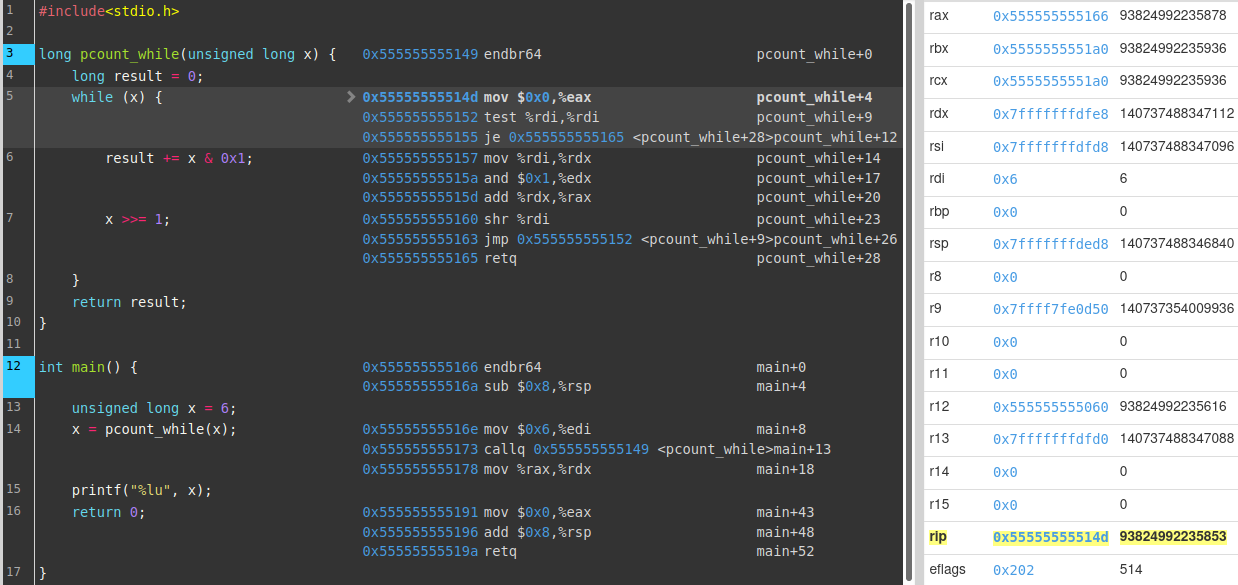 1 #include<stdio.h>
2
3 long pcount_while(unsigned long x) { 0x555555555149 endbr64 pcount_while+0
4 long result = 0;
5 while (x) { 0x55555555514d mov $0x0,%eax pcount_while+4
0x555555555152 test %rdi,%rdi pcount_while+9
0x555555555155 je 0x555555555165 <pcount_while+28>pcount_while+12
6 result += x & 0x1; 0x555555555157 mov %rdi,%rdx pcount_while+14
0x55555555515a and $0x1,%edx pcount_while+17
0x55555555515d add %rdx,%rax pcount_while+20
7 x >>= 1; 0x555555555160 shr %rdi pcount_while+23
0x555555555163 jmp 0x555555555152 <pcount_while+9>pcount_while+26
0x555555555165 retq pcount_while+28
8 }
9 return result;
10 }
11
12 int main() { 0x555555555166 endbr64 main+0
0x55555555516a sub $0x8,%rsp main+4
13 unsigned long x = 6;
14 x = pcount_while(x); 0x55555555516e mov $0x6,%edi main+8
0x555555555173 callq 0x555555555149 <pcount_while>main+13
0x555555555178 mov %rax,%rdx main+18
15 printf("%lu", x);
16 return 0; 0x555555555191 mov $0x0,%eax main+43
0x555555555196 add $0x8,%rsp main+48
0x55555555519a retq main+52
17 }
rax 0x555555555166 93824992235878
rbx 0x5555555551a0 93824992235936
rcx 0x5555555551a0 93824992235936
rdx 0x7fffffffdfe8 140737488347112
rsi 0x7fffffffdfd8 140737488347096
rdi 0x6 6
rbp 0x0 0
rsp 0x7fffffffded8 140737488346840
r8 0x0 0
r9 0x7ffff7fe0d50 140737354009936
r10 0x0 0
r11 0x0 0
r12 0x555555555060 93824992235616
r13 0x7fffffffdfd0 140737488347088
r14 0x0 0
r15 0x0 0
rip 0x55555555514d 93824992235853
eflags 0x202 514